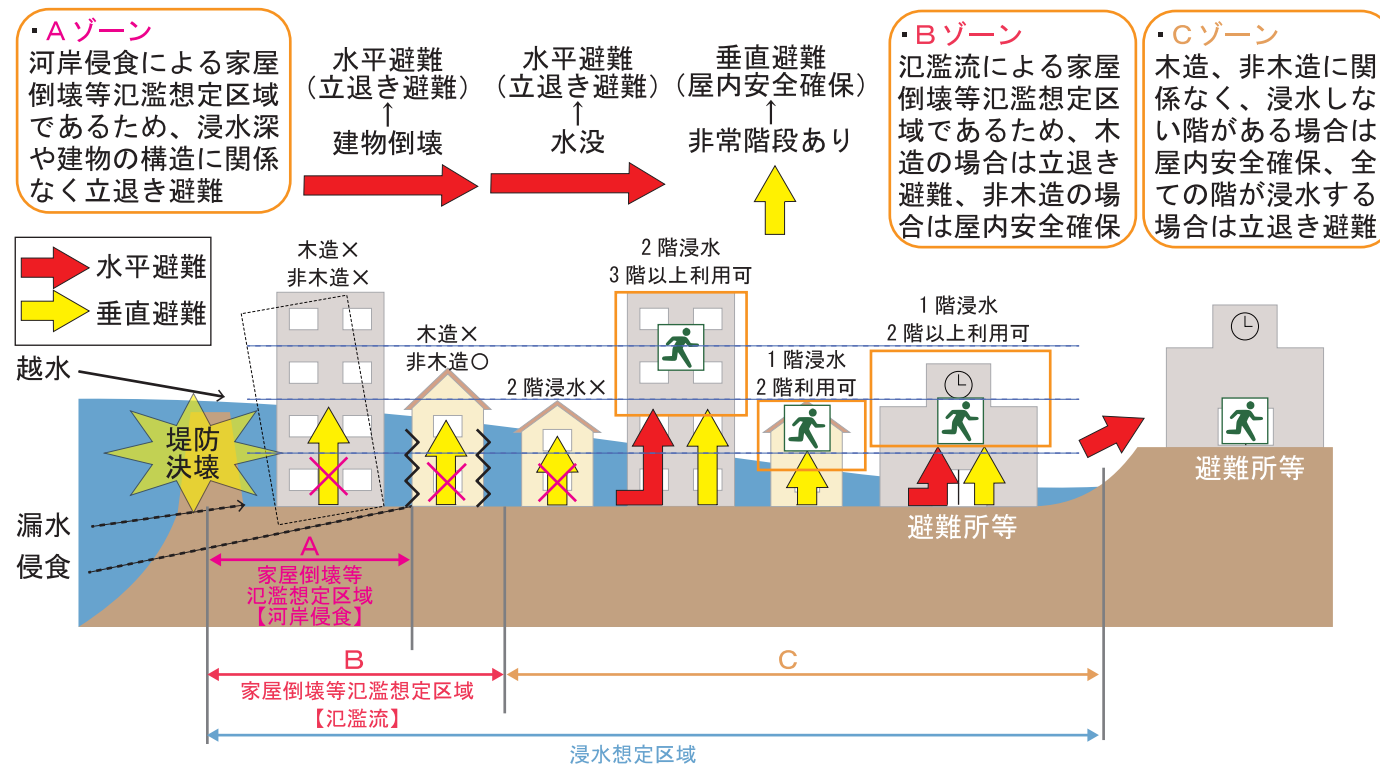 ・Aゾーン
河岸侵食による家屋
倒壊等氾濫想定区域
であるため、浸水深
や建物の構造に関係
なく立退き避難
水平避難
(立退き避難)
建物倒壊
水平避難
(立退き避難)
水没
垂直避難
(屋内安全確保)
非常階段あり
・Bゾーン
氾濫流による家屋
倒壊等氾濫想定区
域であるため、木
造の場合は立退き
避難、非木造の場
合は屋内安全確保
・Cゾーン
木造、非木造に関
係なく、浸水しな
い階がある場合は
屋内安全確保、全
ての階が浸水する
場合は立退き避難
水平避難
垂直避難
木造×
非木造×
木造×
非木造○
2階浸水×
2階浸水
3階以上利用可
1階浸水
2階利用可
1階浸水
2階以上利用可
越水
堤防
決壊
漏水
侵食
避難所等
避難所等
A
家屋倒壊等
氾濫想定区域
【河岸侵食】
B
家屋倒壊等氾濫想定区域
【氾濫流】
C
浸水想定区域